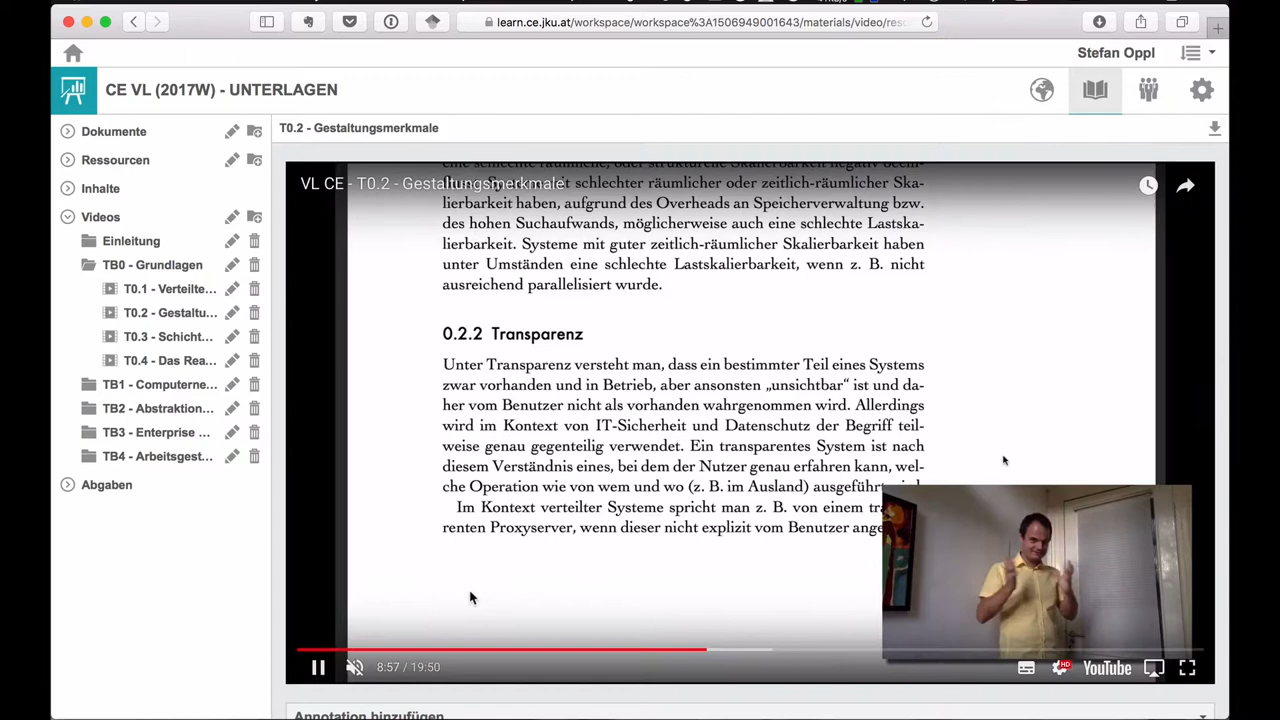 learn.ce.jku.at/workspace/workspace%3A1506949001643/materials/video/res
Stefan Oppl
CE VL (2017W) - UNTERLAGEN
Dokumente
Ressourcen
Inhalte
Videos
Einleitung
TB0 - Grundlagen
T0.1 - Verteilte...
T0.2 - Gestaltu...
T0.3 - Schicht...
T0.4 - Das Rea...
TB1 - Computerne...
TB2 - Abstraktion...
TB3 - Enterprise ...
TB4 - Arbeitsgest...
Abgaben
T0.2 - Gestaltungsmerkmale
VL CE - T0.2 - Gestaltungsmerkmale
eine schlechte räumliche, oder strukturelle Skalierbarkeit negativ
mit schlechter räumlicher oder zeitlich-räumlicher Ska-
lierbarkeit haben, aufgrund des Overheads an Speicherverwaltung bzw.
des hohen Suchaufwands, möglicherweise auch eine schlechte Lastska-
lierbarkeit. Systeme mit guter zeitlich-räumlicher Skalierbarkeit haben
unter Umständen eine schlechte Lastskalierbarkeit, wenn z. B. nicht
ausreichend parallelisiert wurde.
0.2.2 Transparenz
Unter Transparenz versteht man, dass ein bestimmter Teil eines Systems
zwar vorhanden und in Betrieb, aber ansonsten „unsichtbar“ ist und da-
her vom Benutzer nicht als vorhanden wahrgenommen wird. Allerdings
wird im Kontext von IT-Sicherheit und Datenschutz der Begriff teil-
weise genau gegenteilig verwendet. Ein transparentes System ist nach
diesem Verständnis eines, bei dem der Nutzer genau erfahren kann, wel-
che Operation wie von wem und wo (z. B. im Ausland) ausgeführt
Im Kontext verteilter Systeme spricht man z. B. von einem
renten Proxyserver, wenn dieser nicht explizit vom Benutzer ange
8:57 / 19:50
HD
YouTube
Annotation hinzufügen